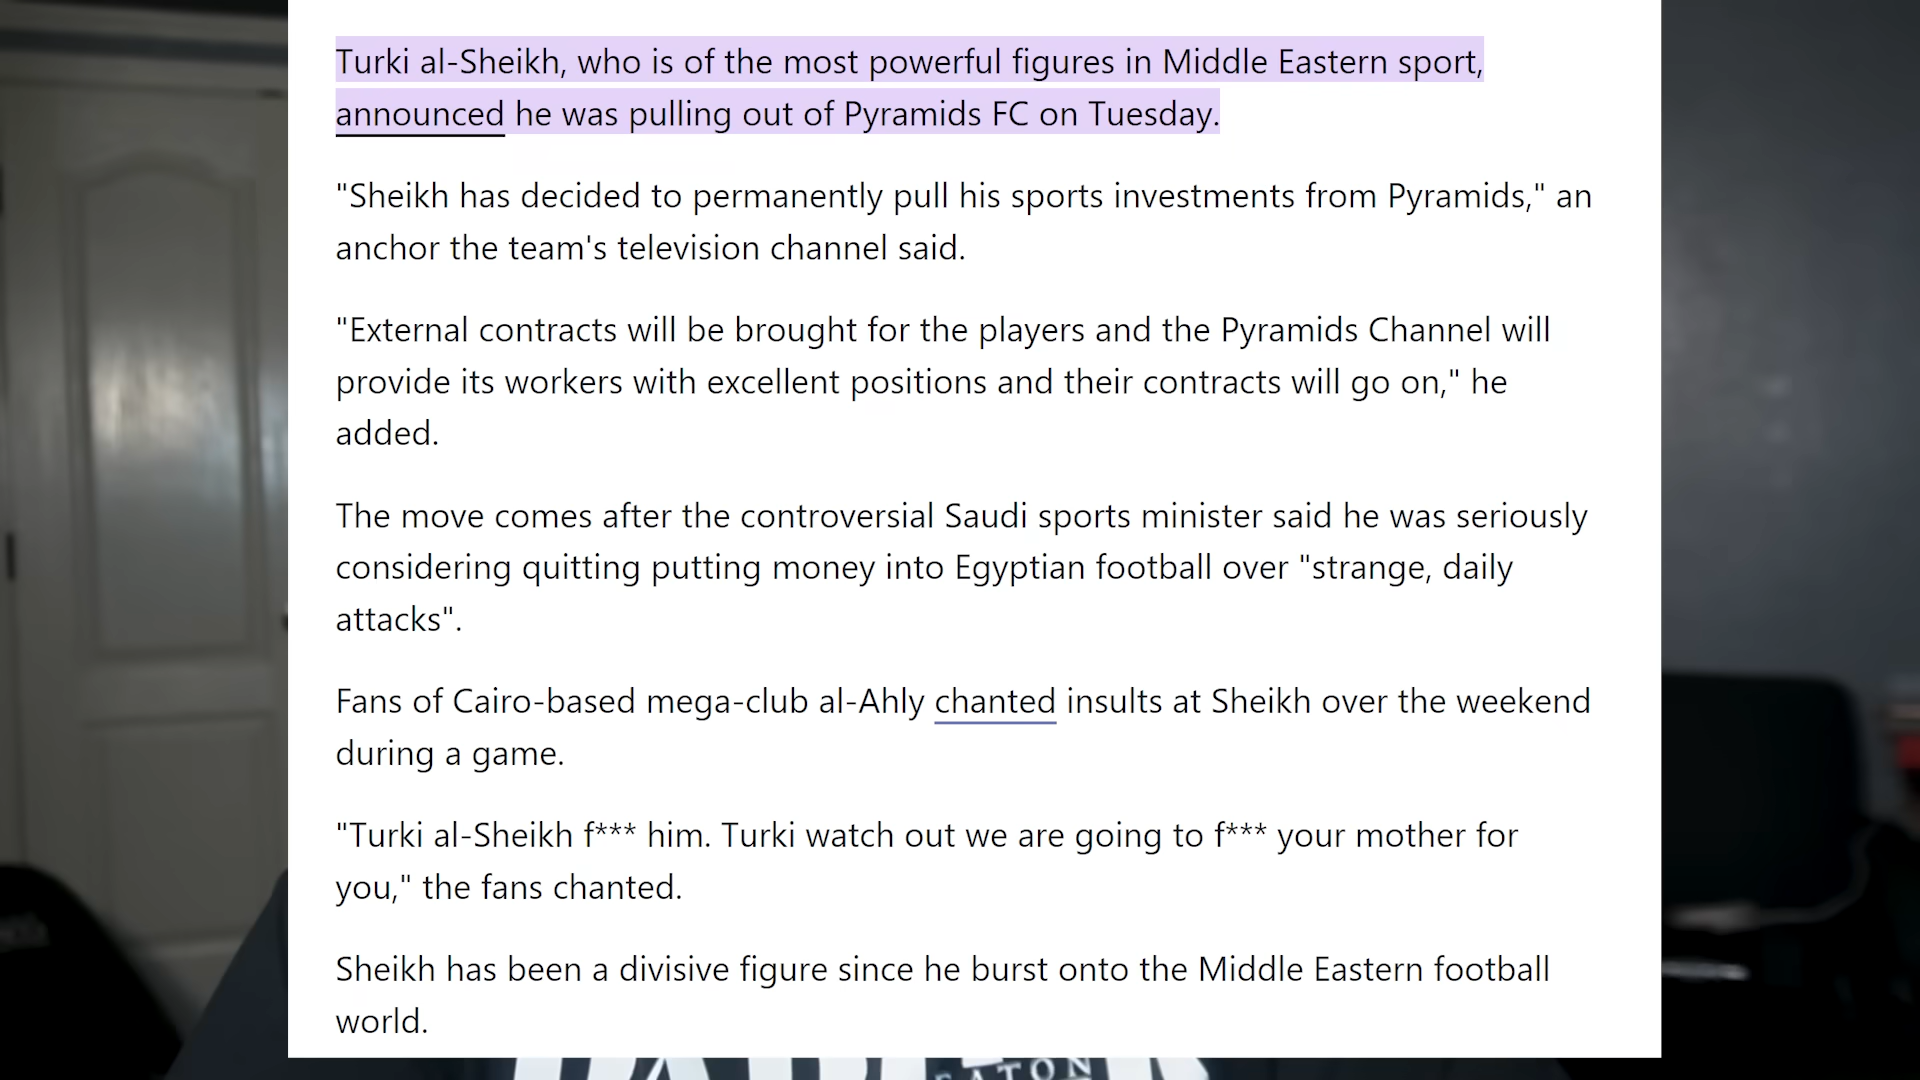 Turki al-Sheikh, who is of the most powerful figures in Middle Eastern sport,
announced he was pulling out of Pyramids FC on Tuesday.
"Sheikh has decided to permanently pull his sports investments from Pyramids," an
anchor the team's television channel said.
"External contracts will be brought for the players and the Pyramids Channel will
provide its workers with excellent positions and their contracts will go on," he
added.
The move comes after the controversial Saudi sports minister said he was seriously
considering quitting putting money into Egyptian football over "strange, daily
attacks".
Fans of Cairo-based mega-club al-Ahly chanted insults at Sheikh over the weekend
during a game.
"Turki al-Sheikh f*** him. Turki watch out we are going to f*** your mother for
you," the fans chanted.
Sheikh has been a divisive figure since he burst onto the Middle Eastern football
world.